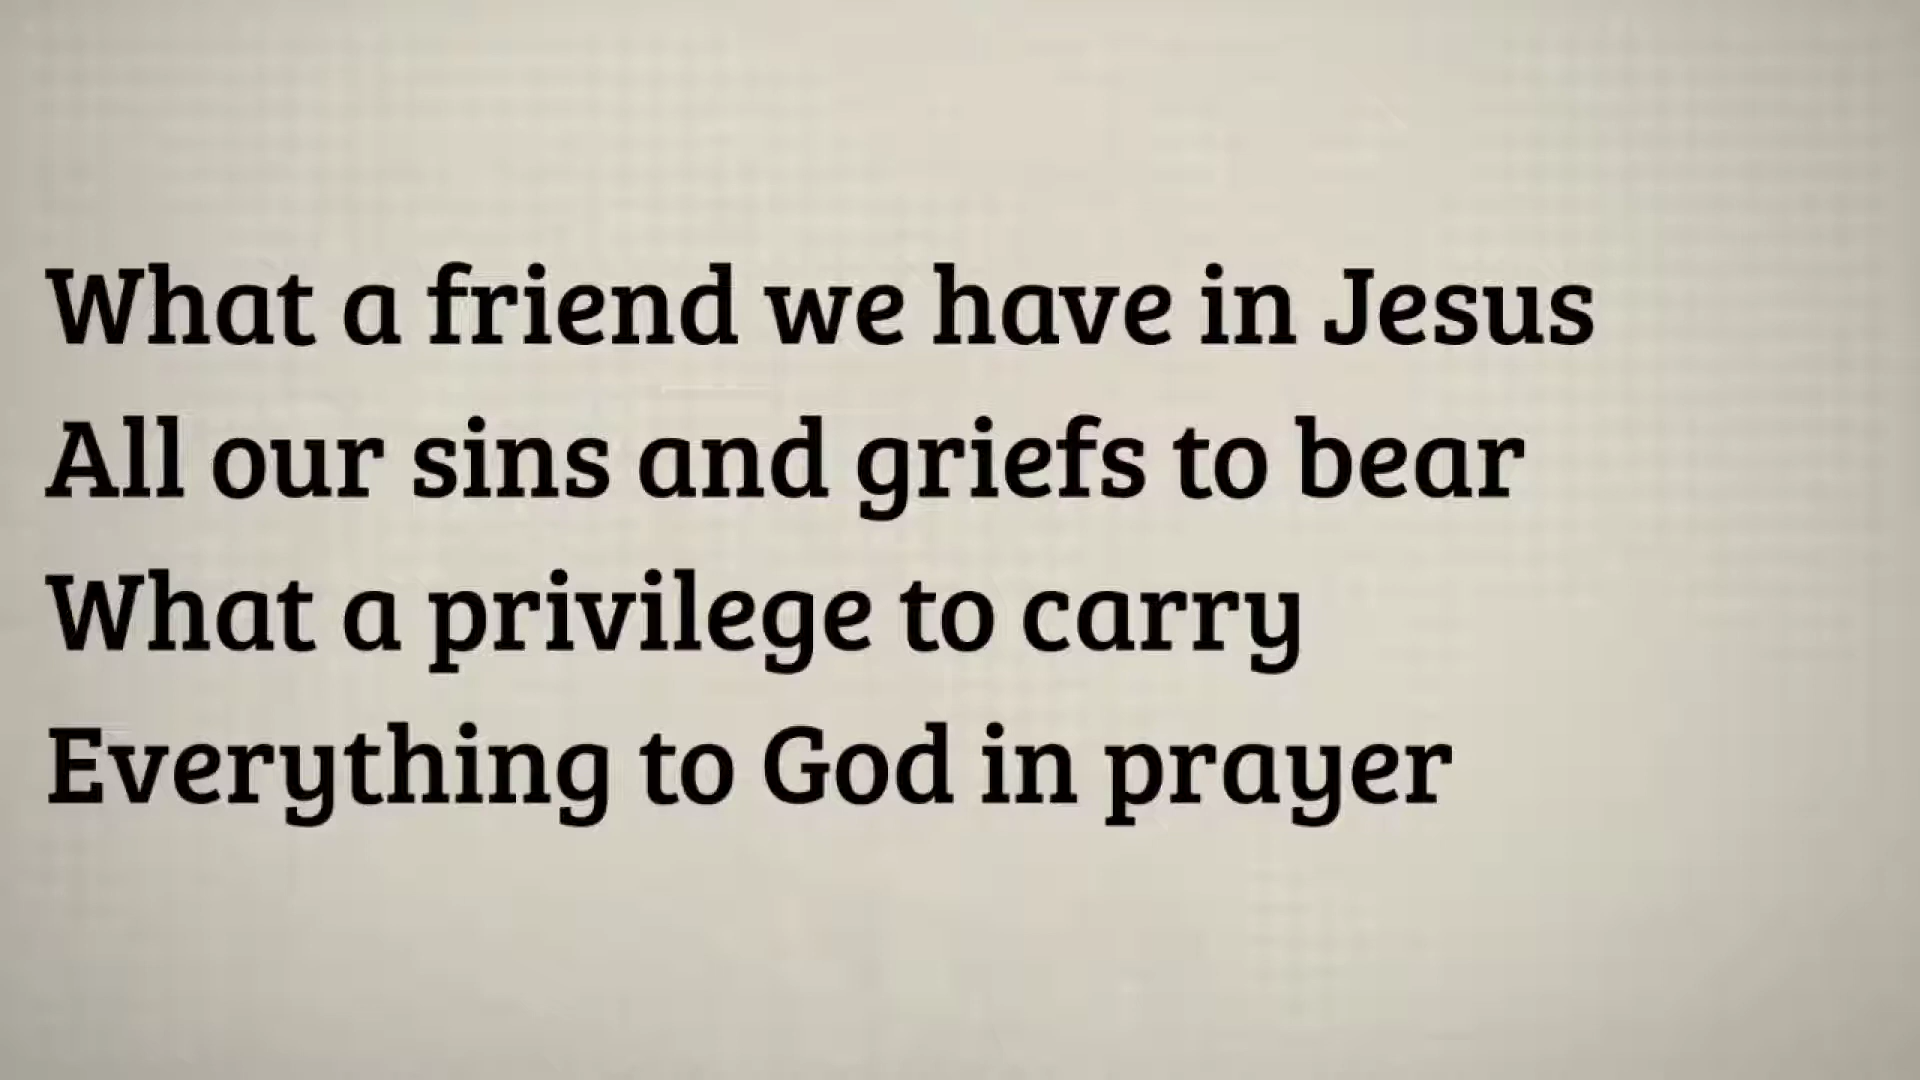 What a friend we have in Jesus
All our sins and griefs to bear
What a privilege to carry
Everything to God in prayer